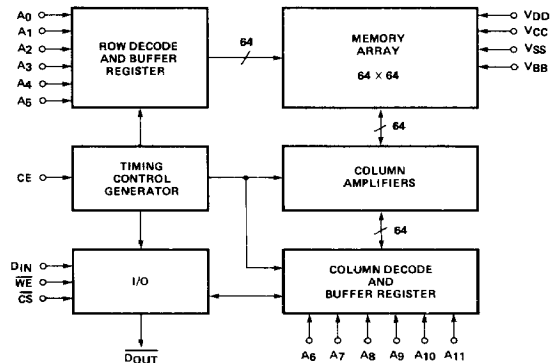 A0
A1
A2
A3
A4
A5
ROW DECODE
AND BUFFER
REGISTER
64
MEMORY
ARRAY
64 × 64
VDD
VCC
VSS
VBB
64
CE
TIMING
CONTROL
GENERATOR
COLUMN
AMPLIFIERS
64
DIN
WE
CS
I/O
COLUMN DECODE
AND
BUFFER REGISTER
DOUT
A6 A7 A8 A9 A10 A11